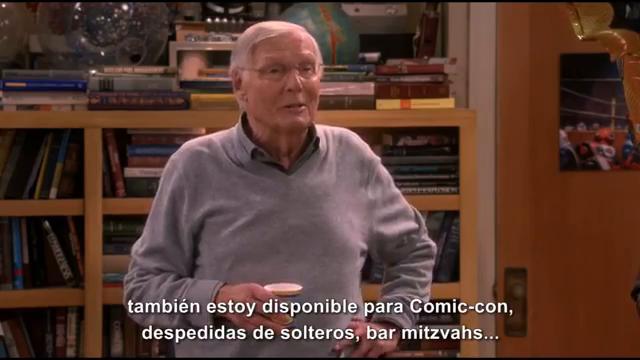 también estoy disponible para Comic-con,
despedidas de solteros, bar mitzvahs...